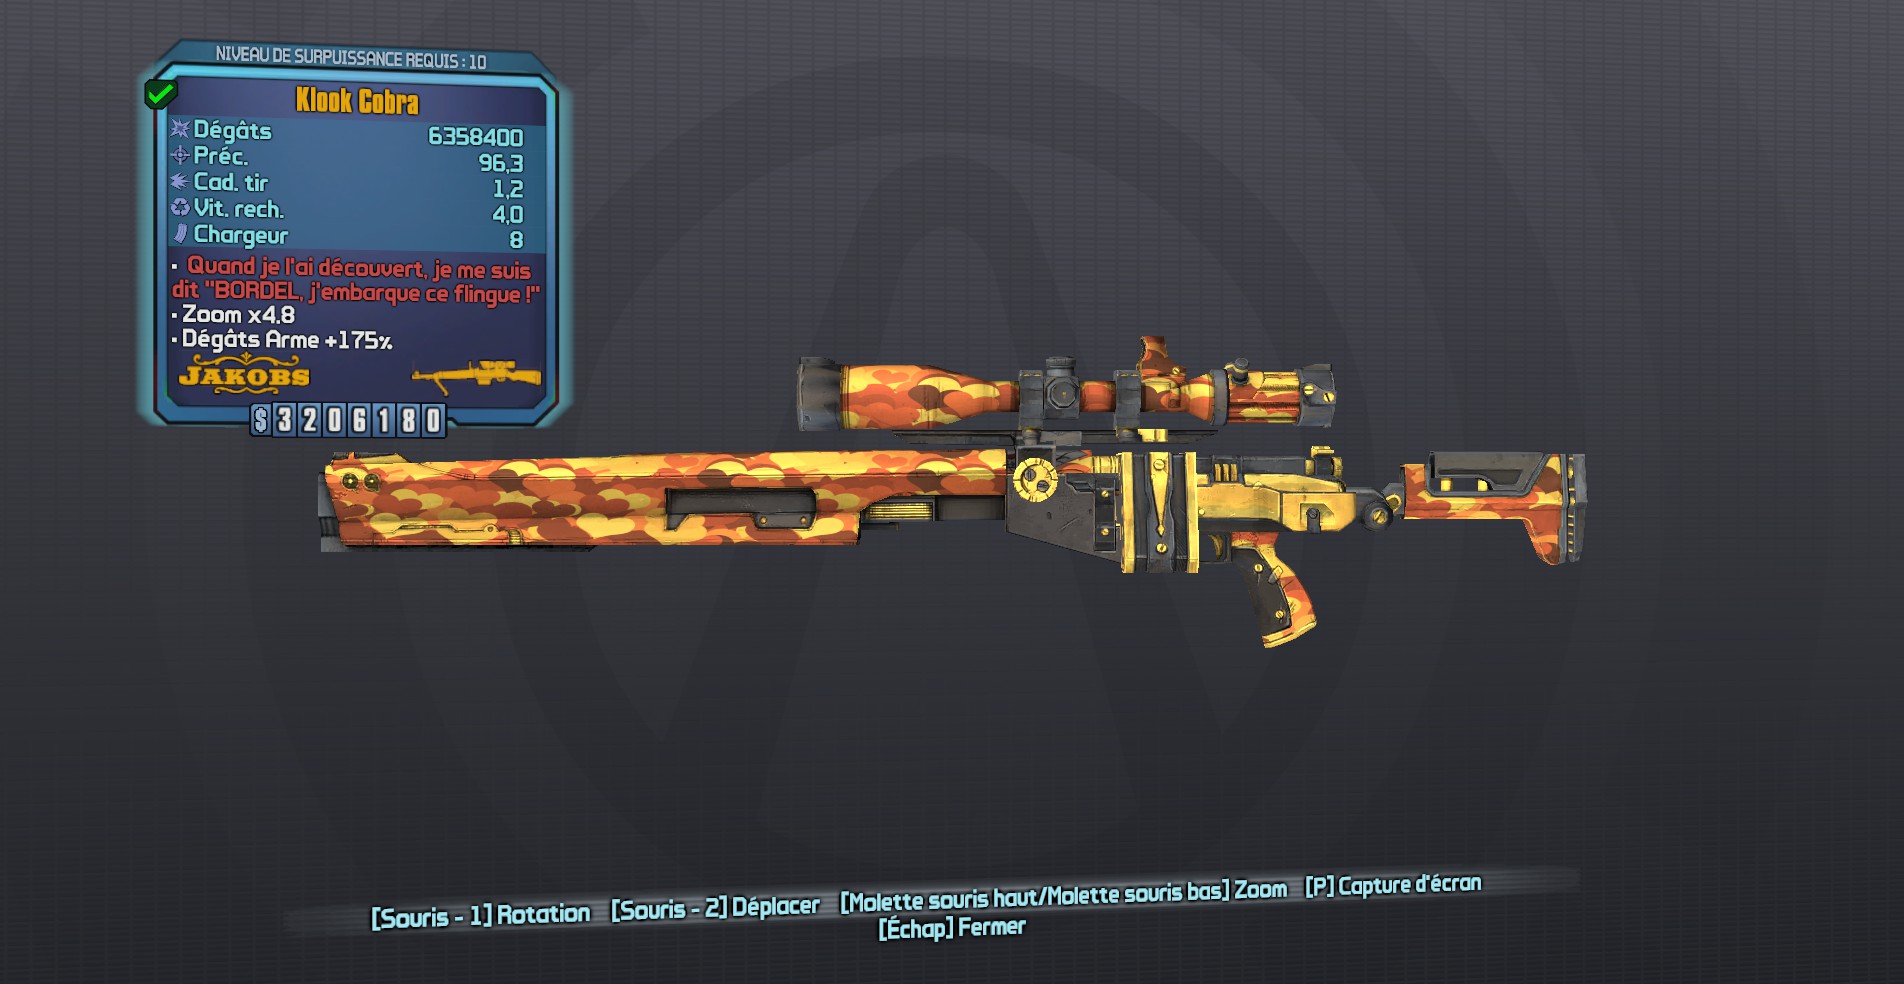 NIVEAU DE SURPUISSANCE REQUIS : 10
Klook Cobra
Dégâts 6358400
Préc. 96,3
Cad. tir 1,2
Vit. rech. 4,0
Chargeur 8
• Quand je l'ai découvert, je me suis
dit "BORDEL, j'embarque ce flingue !"
• Zoom x4.8
• Dégâts Arme +175%
JAKOBS
$3206180
[Souris - 1] Rotation [Souris - 2] Déplacer [Molette souris haut/Molette souris bas] Zoom [P] Capture d'écran
[Échap] Fermer